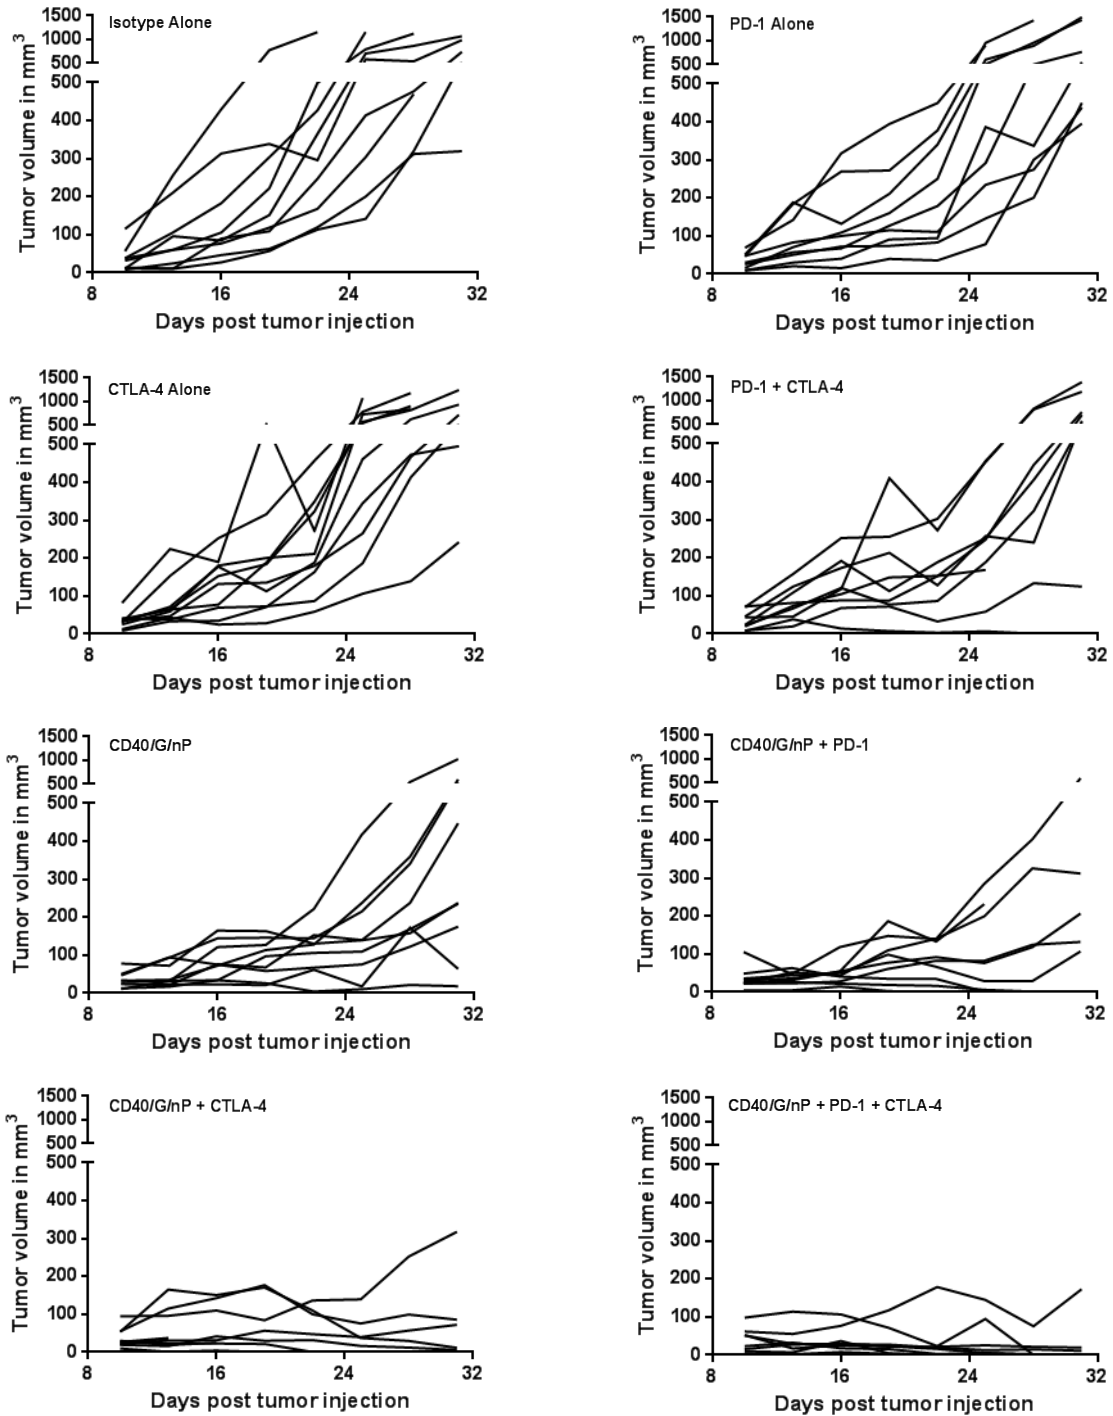 Isotype Alone
1500
1000
500
500
400
300
200
100
0
8 16 24 32
Tumor volume in mm3
Days post tumor injection
PD-1 Alone
1500
1000
500
500
400
300
200
100
0
8 16 24 32
Tumor volume in mm3
Days post tumor injection
CTLA-4 Alone
1500
1000
500
500
400
300
200
100
0
8 16 24 32
Tumor volume in mm3
Days post tumor injection
PD-1 + CTLA-4
1500
1000
500
500
400
300
200
100
0
8 16 24 32
Tumor volume in mm3
Days post tumor injection
CD40/G/nP
1500
1000
500
500
400
300
200
100
0
8 16 24 32
Tumor volume in mm3
Days post tumor injection
CD40/G/nP + PD-1
1500
1000
500
500
400
300
200
100
0
8 16 24 32
Tumor volume in mm3
Days post tumor injection
CD40/G/nP + CTLA-4
1500
1000
500
500
400
300
200
100
0
8 16 24 32
Tumor volume in mm3
Days post tumor injection
CD40/G/nP + PD-1 + CTLA-4
1500
1000
500
500
400
300
200
100
0
8 16 24 32
Tumor volume in mm3
Days post tumor injection